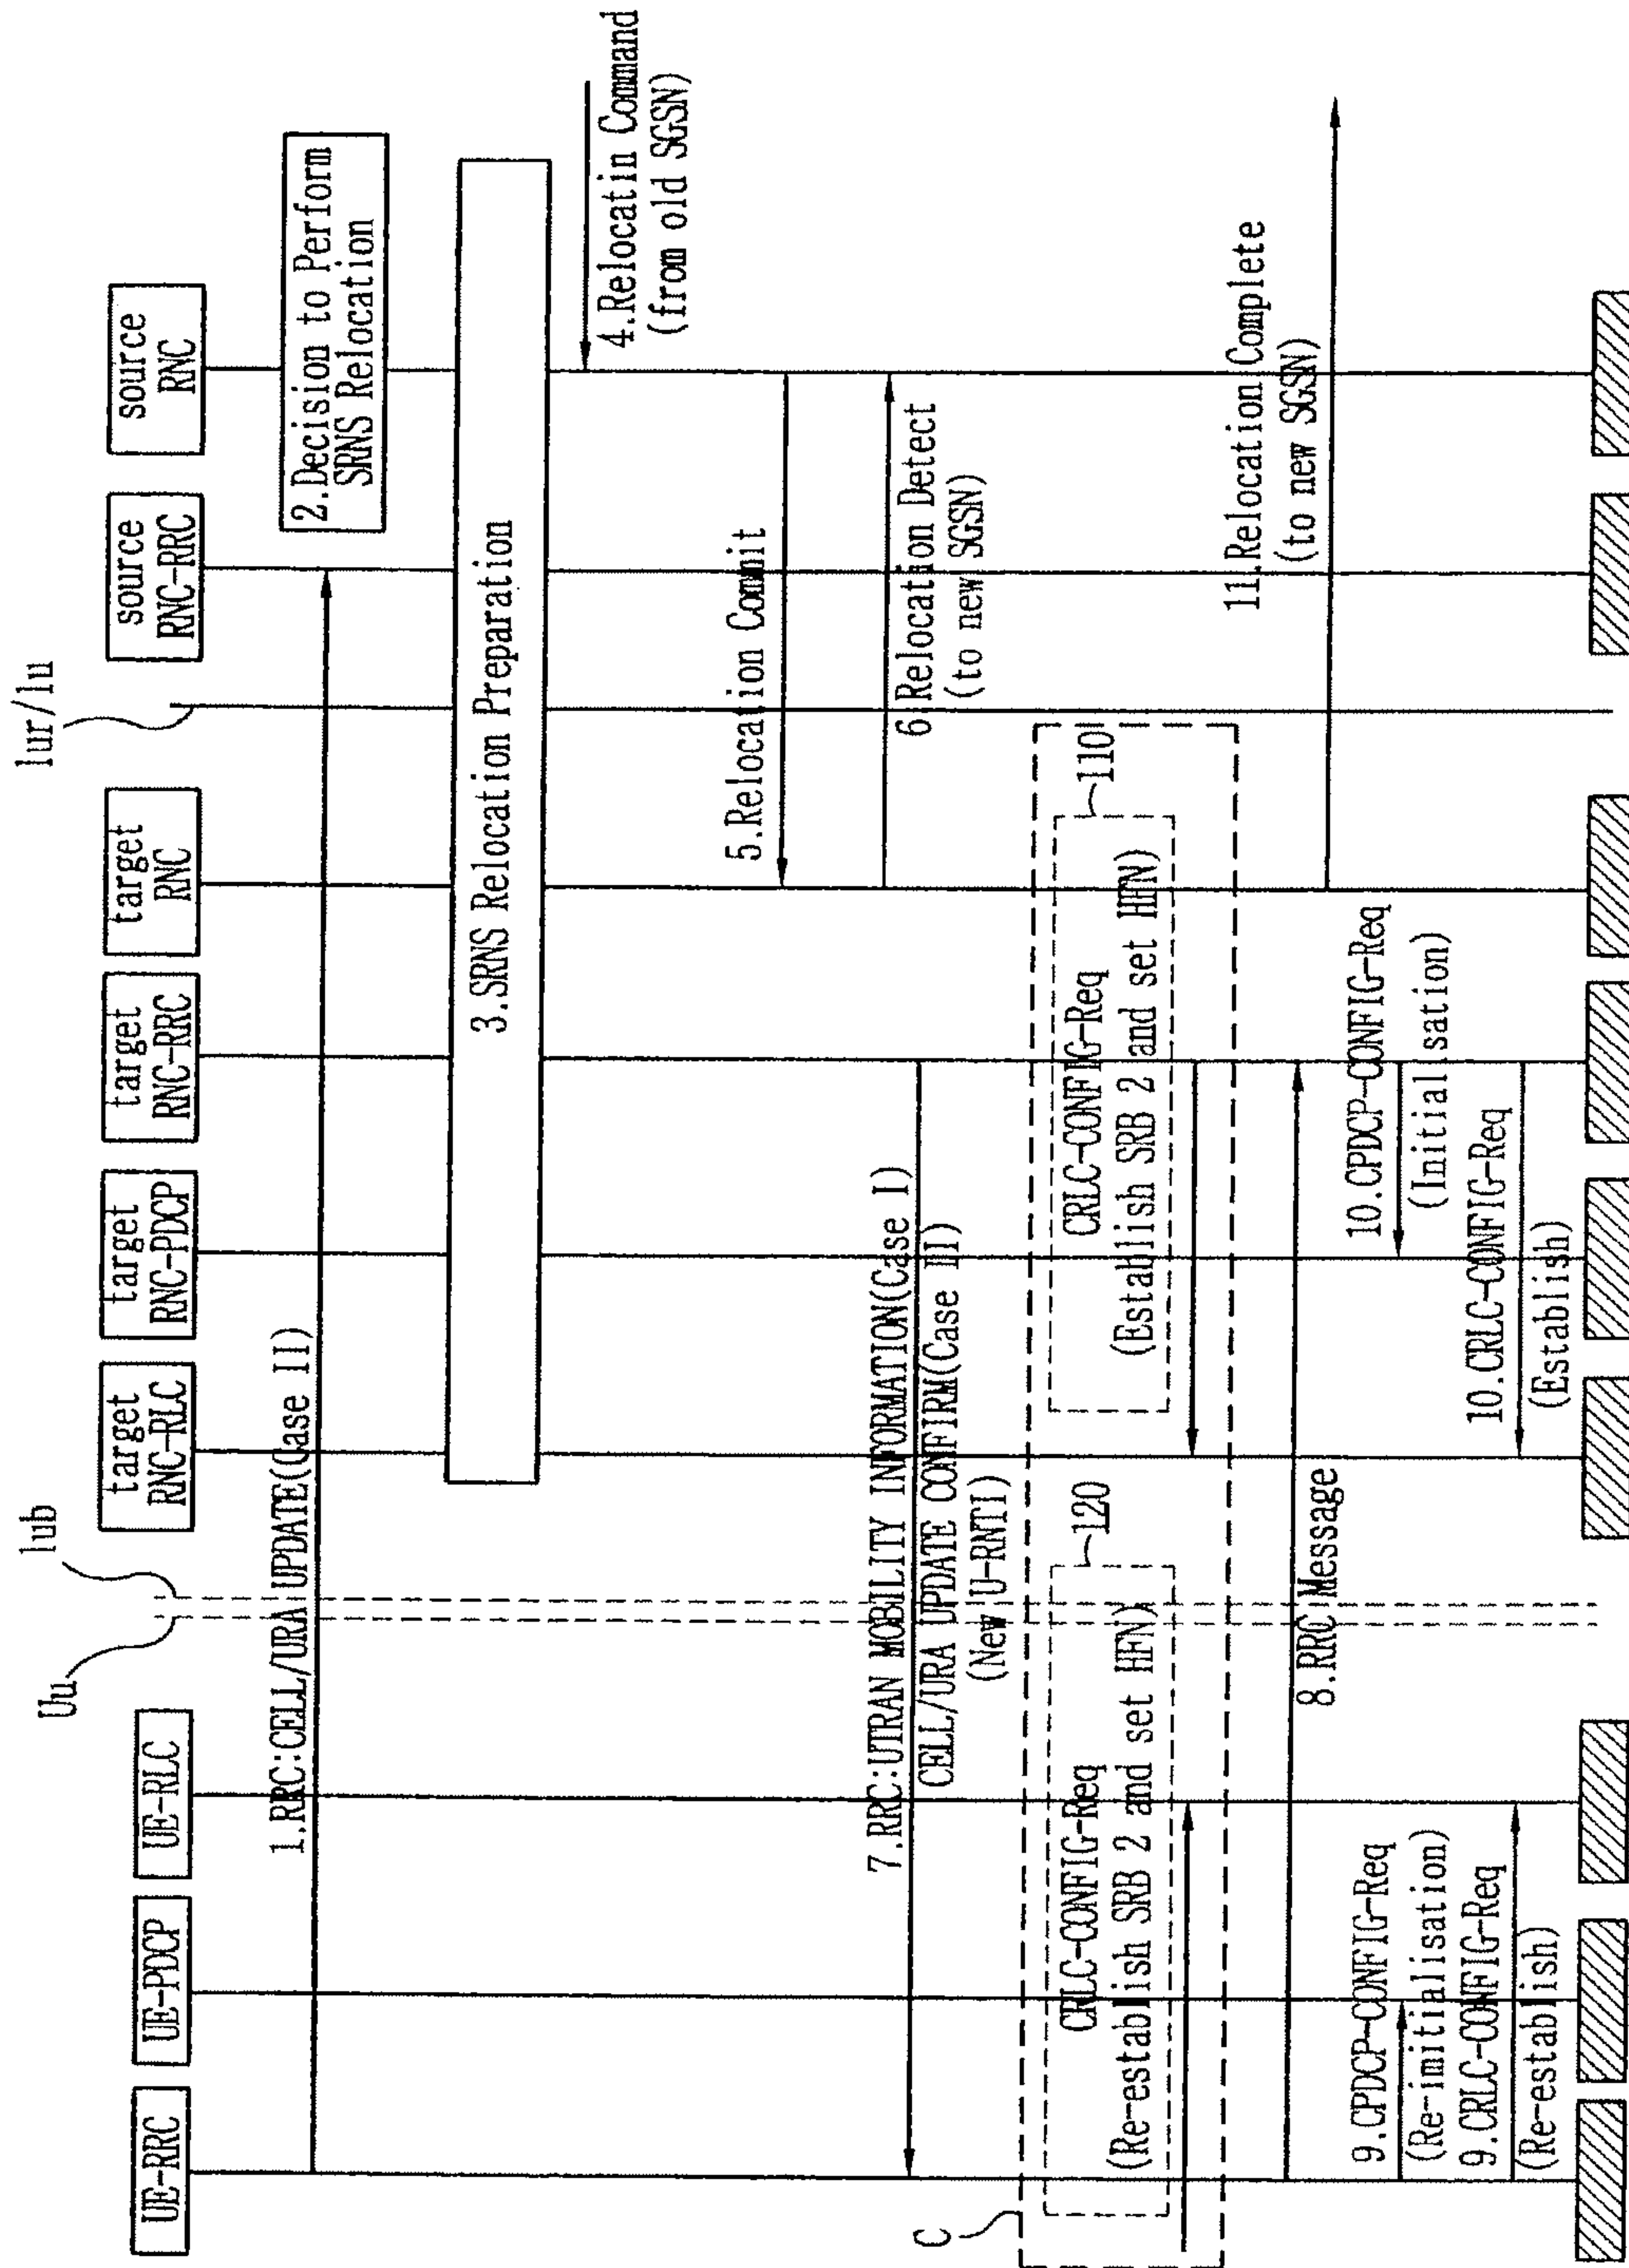 UE-RRC
UE-PDCP
UE-RLC
Uu
lub
target
RNC-RLC
target
RNC-PDCP
target
RNC-RRC
target
RNC
lur/lu
source
RNC-RRC
source
RNC
1.RRC:CELL/URA UPDATE(Case II)
2.Decision to Perform
SRNS Relocation
3.SRNS Relocation Preparation
4.Relocatin Command
(from old SGSN)
5.Relocation Commit
6.Relocation Detect
(to new SGSN)
7.RRC:UTRAN MOBILITY INFORMATION(Case I)
CELL/URA UPDATE CONFIRM(Case II)
(New U-RNTI)
C
120
CRLC-CONFIG-Req
(Re-establish SRB 2 and set HFN)
110
CRLC-CONFIG-Req
(Establish SRB 2 and set HFN)
8.RRC Message
9.CPDCP-CONFIG-Req
(Re-imitialisation)
9.CRLC-CONFIG-Req
(Re-establish)
10.CPDCP-CONFIG-Req
(Initialisation)
10.CRLC-CONFIG-Req
(Establish)
11.Relocation Complete
(to new SGSN)